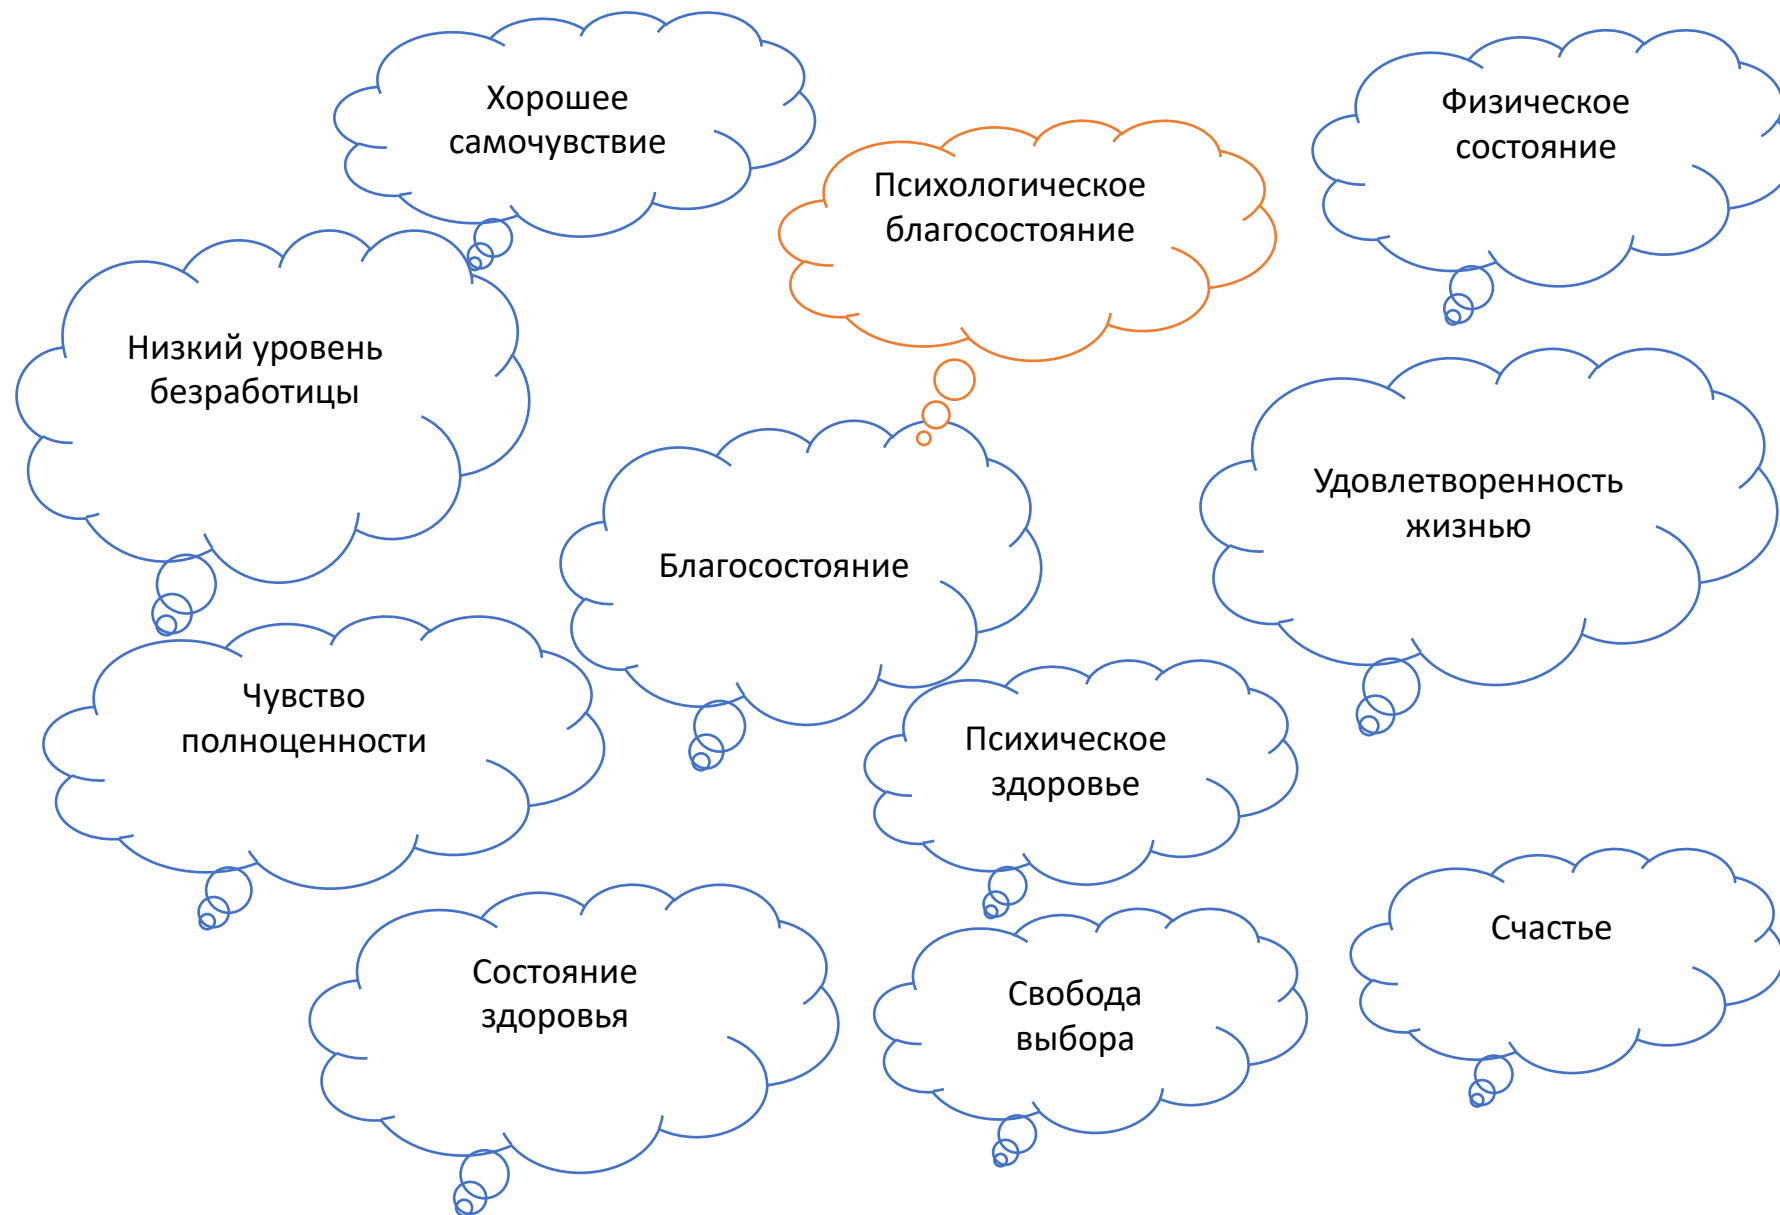 Хорошее
самочувствие
Физическое
состояние
Психологическое
благосостояние
Низкий уровень
безработицы
Удовлетворенность
жизнью
Благосостояние
Чувство
полноценности
Психическое
здоровье
Счастье
Состояние
здоровья
Свобода
выбора